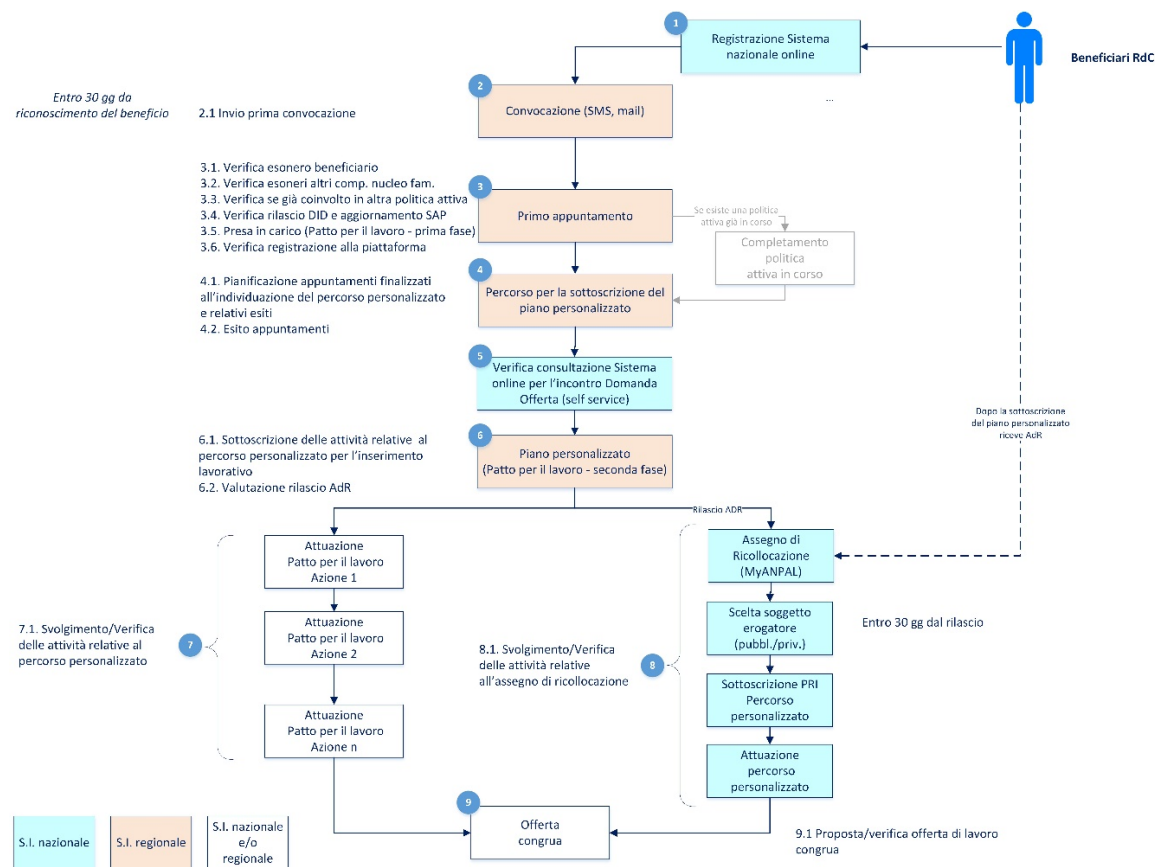 1
Registrazione Sistema
nazionale online
Beneficiari RdC
...
Entro 30 gg da
riconoscimento del beneficio
2.1 Invio prima convocazione
2
Convocazione (SMS, mail)
3.1. Verifica esonero beneficiario
3.2. Verifica esoneri altri comp. nucleo fam.
3.3. Verifica se già coinvolto in altra politica attiva
3.4. Verifica rilascio DID e aggiornamento SAP
3.5. Presa in carico (Patto per il lavoro - prima fase)
3.6. Verifica registrazione alla piattaforma
3
Primo appuntamento
Se esiste una politica
attiva già in corso
Completamento
politica
attiva in corso
4.1. Pianificazione appuntamenti finalizzati
all'individuazione del percorso personalizzato
e relativi esiti
4.2. Esito appuntamenti
4
Percorso per la sottoscrizione del
piano personalizzato
5
Verifica consultazione Sistema
online per l'incontro Domanda
Offerta (self service)
Dopo la sottoscrizione
del piano personalizzato
riceve AdR
6.1. Sottoscrizione delle attività relative al
percorso personalizzato per l'inserimento
lavorativo
6.2. Valutazione rilascio AdR
6
Piano personalizzato
(Patto per il lavoro - seconda fase)
Rilascio ADR
7.1. Svolgimento/Verifica
delle attività relative al
percorso personalizzato
7
Attuazione
Patto per il lavoro
Azione 1
Attuazione
Patto per il lavoro
Azione 2
Attuazione
Patto per il lavoro
Azione n
8.1. Svolgimento/Verifica
delle attività relative
all'assegno di ricollocazione
8
Assegno di
Ricollocazione
(MyANPAL)
Scelta soggetto
erogatore
(pubbl./priv.)
Entro 30 gg dal rilascio
Sottoscrizione PRI
Percorso
personalizzato
Attuazione
percorso
personalizzato
9
Offerta
congrua
9.1 Proposta/verifica offerta di lavoro
congrua
S.I. nazionale
S.I. regionale
S.I. nazionale
e/o
regionale